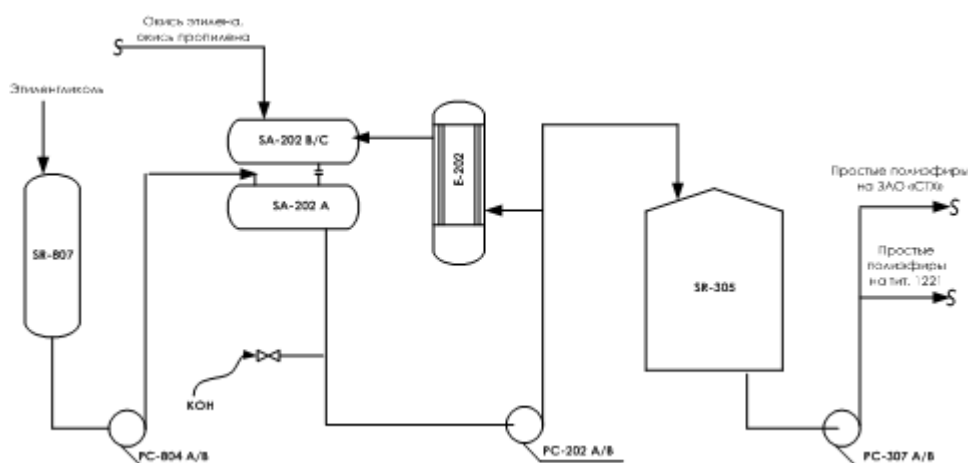 Окись этилена,
окись пропилена
S
Этиленгликоль
SA-202 B/C
SA-202 A
E-202
SR-807
SR-305
Простые полиэфиры
на ЗАО «СТХ»
S
Простые
полиэфиры
на тит. 1221
S
КОН
PC-804 A/B
PC-202 A/B
PC-307 A/B